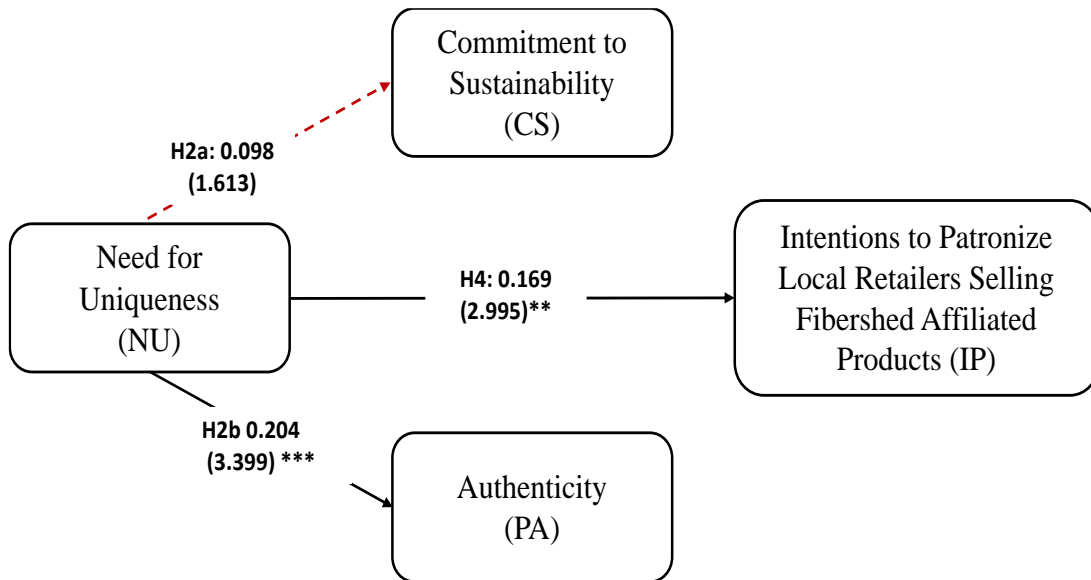 Commitment to
Sustainability
(CS)
H2a: 0.098
(1.613)
Need for
Uniqueness
(NU)
H4: 0.169
(2.995)**
Intentions to Patronize
Local Retailers Selling
Fibershed Affiliated
Products (IP)
H2b 0.204
(3.399) ***
Authenticity
(PA)